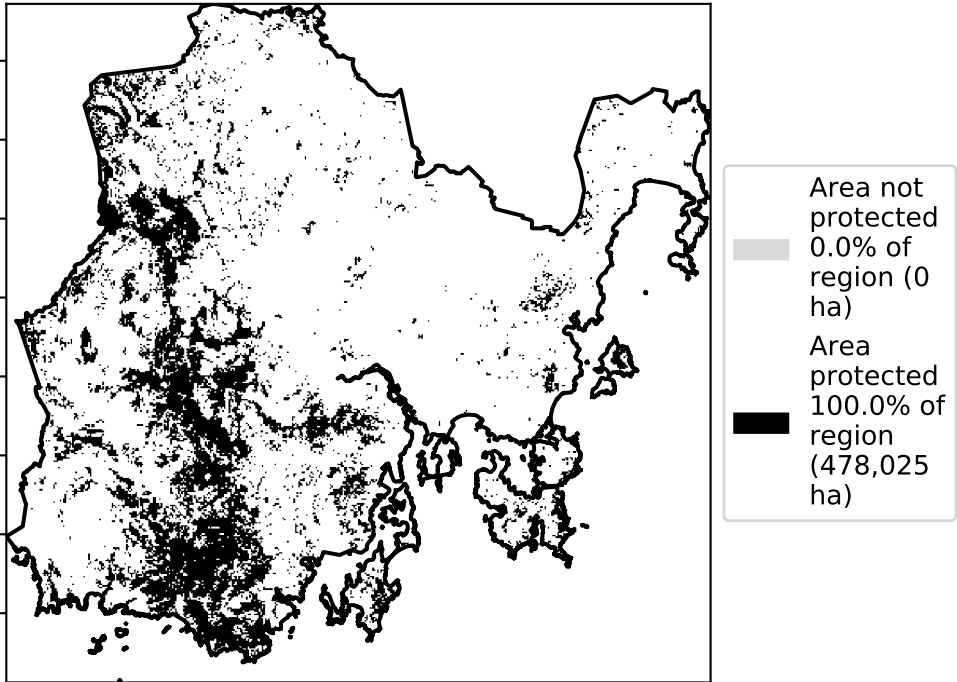 Area not
protected
0.0% of
region (0
ha)
Area
protected
100.0% of
region
(478,025
ha)